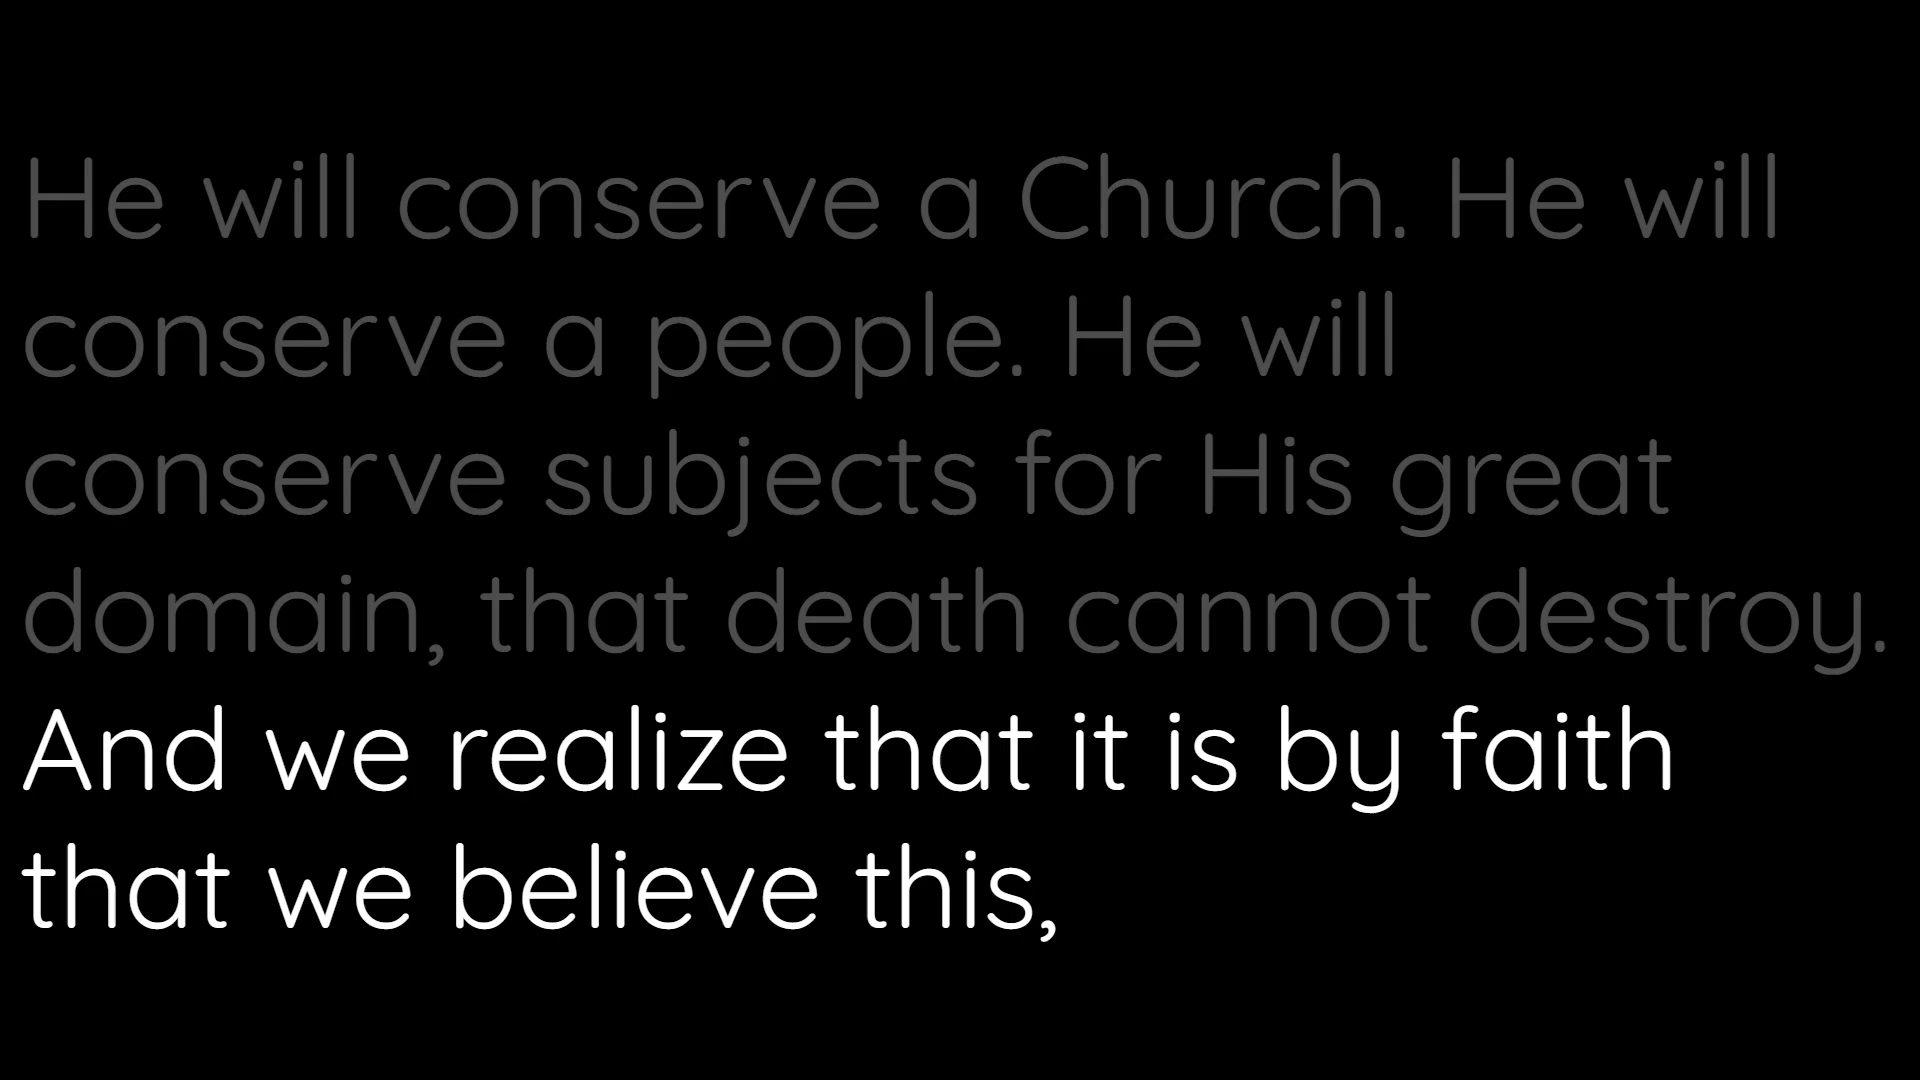 He will conserve a Church. He will
conserve a people. He will
conserve subjects for His great
domain, that death cannot destroy.
And we realize that it is by faith
that we believe this,